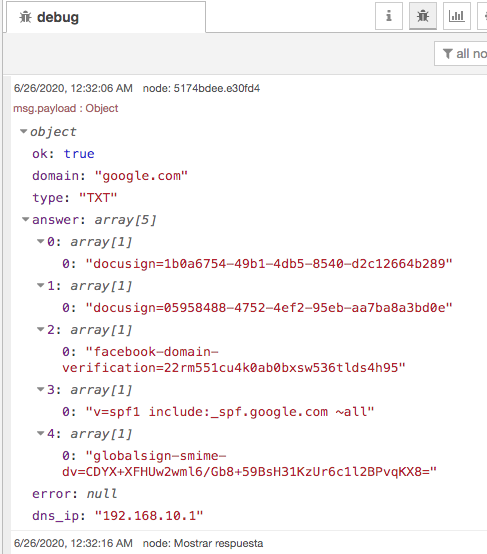 debug
all no
6/26/2020, 12:32:06 AM node: 5174bdee.e30fd4
msg.payload : Object
object
ok: true
domain: "google.com"
type: "TXT"
answer: array[5]
0: array[1]
0: "docusign=1b0a6754-49b1-4db5-8540-d2c12664b289"
1: array[1]
0: "docusign=05958488-4752-4ef2-95eb-aa7ba8a3bd0e"
2: array[1]
0: "facebook-domain-
verification=22rm551cu4k0ab0bxsw536tlds4h95"
3: array[1]
0: "v=spf1 include:_spf.google.com ~all"
4: array[1]
0: "globalsign-smime-
dv=CDYX+XFHUw2wml6/Gb8+59BsH31KzUr6c1l2BPvqKX8="
error: null
dns_ip: "192.168.10.1"
6/26/2020, 12:32:16 AM node: Mostrar respuesta